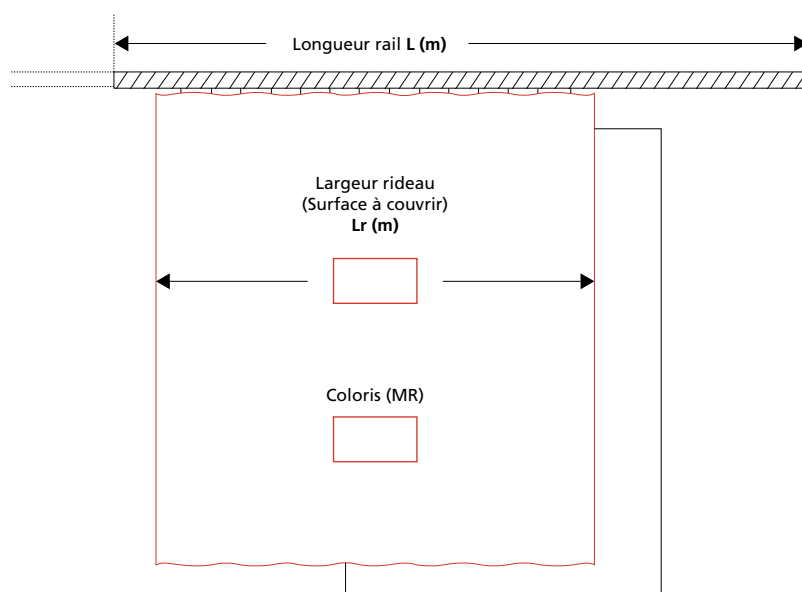 Longueur rail L (m)
Largeur rideau
(Surface à couvrir)
Lr (m)
Coloris (MR)